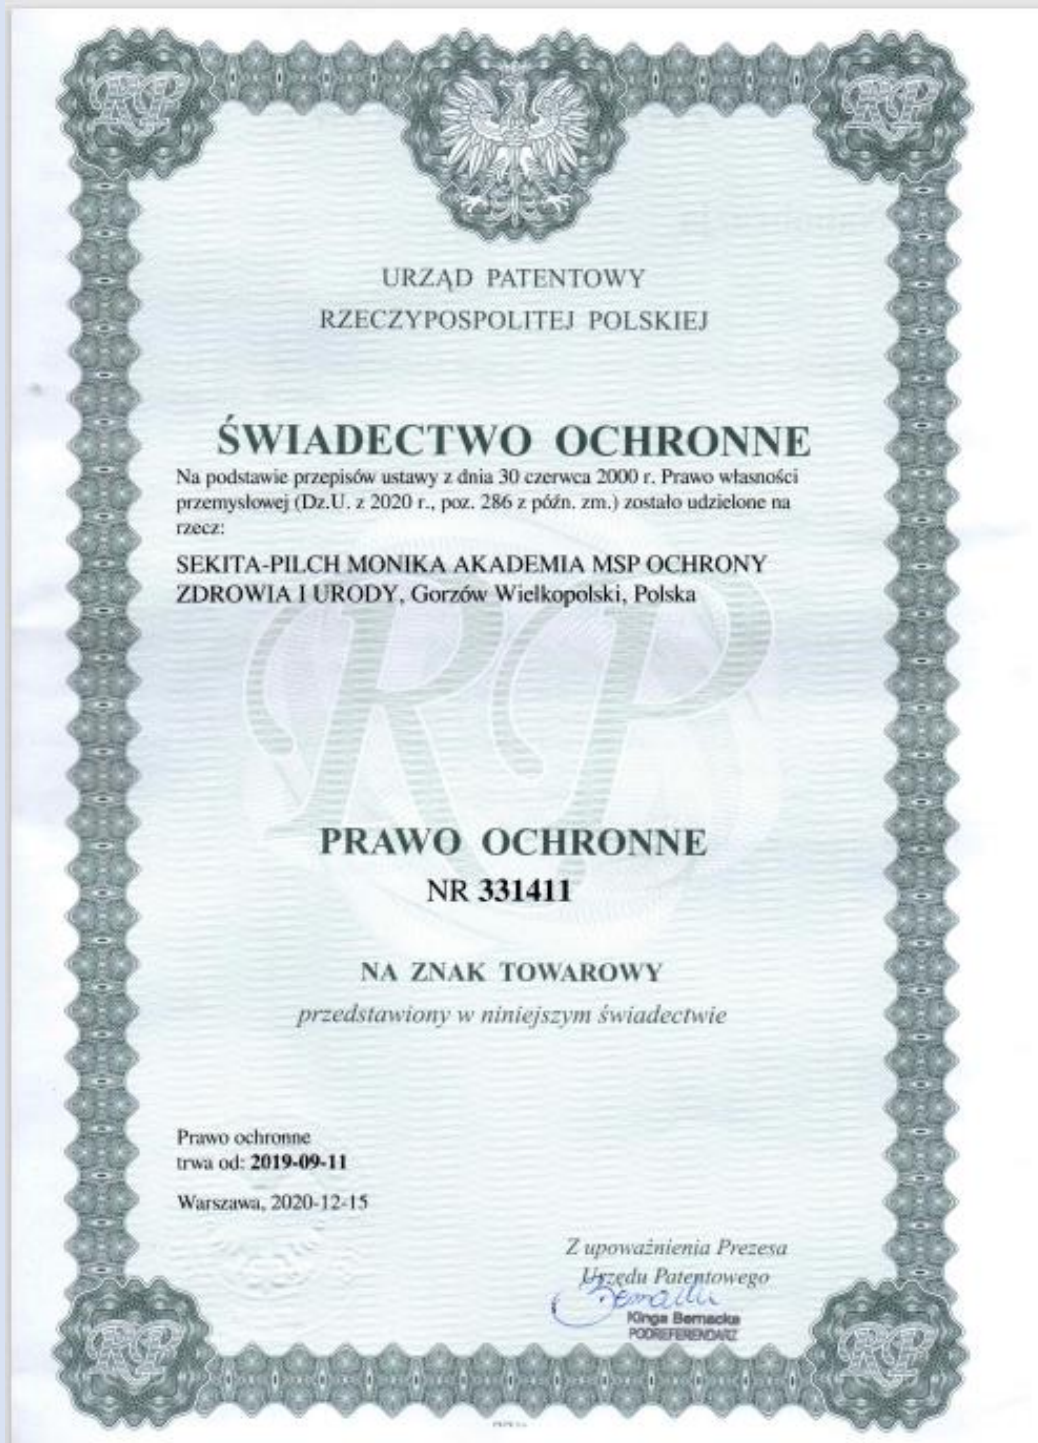 URZĄD PATENTOWY
RZECZYPOSPOLITEJ POLSKIEJ
ŚWIADECTWO OCHRONNE
Na podstawie przepisów ustawy z dnia 30 czerwca 2000 r. Prawo własności
przemysłowej (Dz.U. z 2020 r., poz. 286 z późn. zm.) zostało udzielone na
rzecz:
SEKITA-PILCH MONIKA AKADEMIA MSP OCHRONY
ZDROWIA I URODY, Gorzów Wielkopolski, Polska
RP
PRAWO OCHRONNE
NR 331411
NA ZNAK TOWAROWY
przedstawiony w niniejszym świadectwie
Prawo ochronne
trwa od: 2019-09-11
Warszawa, 2020-12-15
Z upoważnienia Prezesa
Urzędu Patentowego
Kinga Bernacka
PODREFERENDARZ